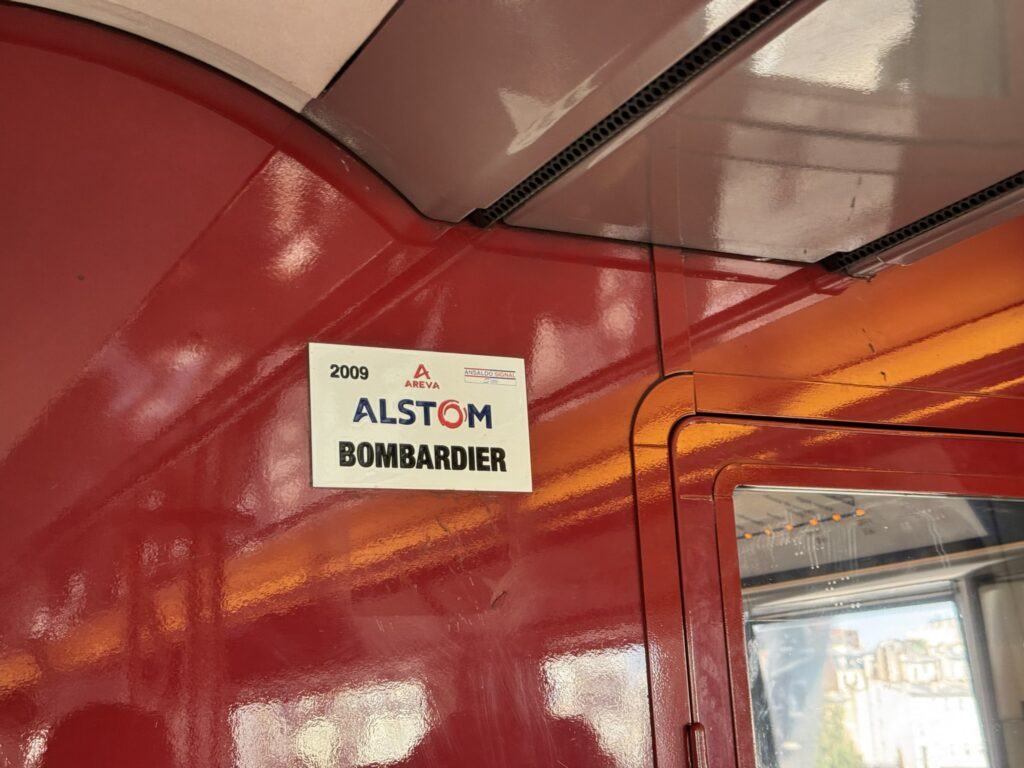 2009
AREVA
ANSALDO SIGNAL
ALSTOM
BOMBARDIER